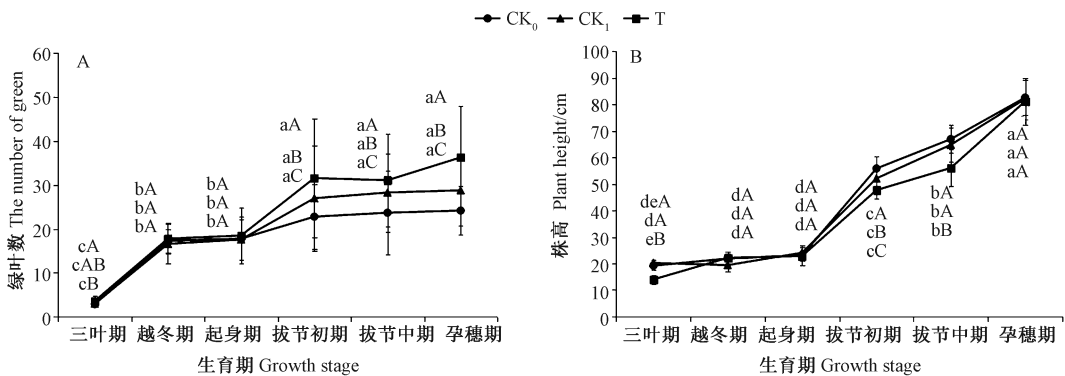 CK0 CK1 T
A
绿叶数 The number of green
60
50
40
30
20
10
0
cA
cAB
cB
bA
bA
bA
bA
bA
bA
aA
aB
aC
aA
aB
aC
aA
aB
aC
三叶期 越冬期 起身期 拔节初期 拔节中期 孕穗期
生育期 Growth stage
B
株高 Plant height/cm
100
90
80
70
60
50
40
30
20
10
0
deA
dA
eB
dA
dA
dA
dA
dA
dA
cA
cB
cC
bA
bA
bB
aA
aA
aA
三叶期 越冬期 起身期 拔节初期 拔节中期 孕穗期
生育期 Growth stage